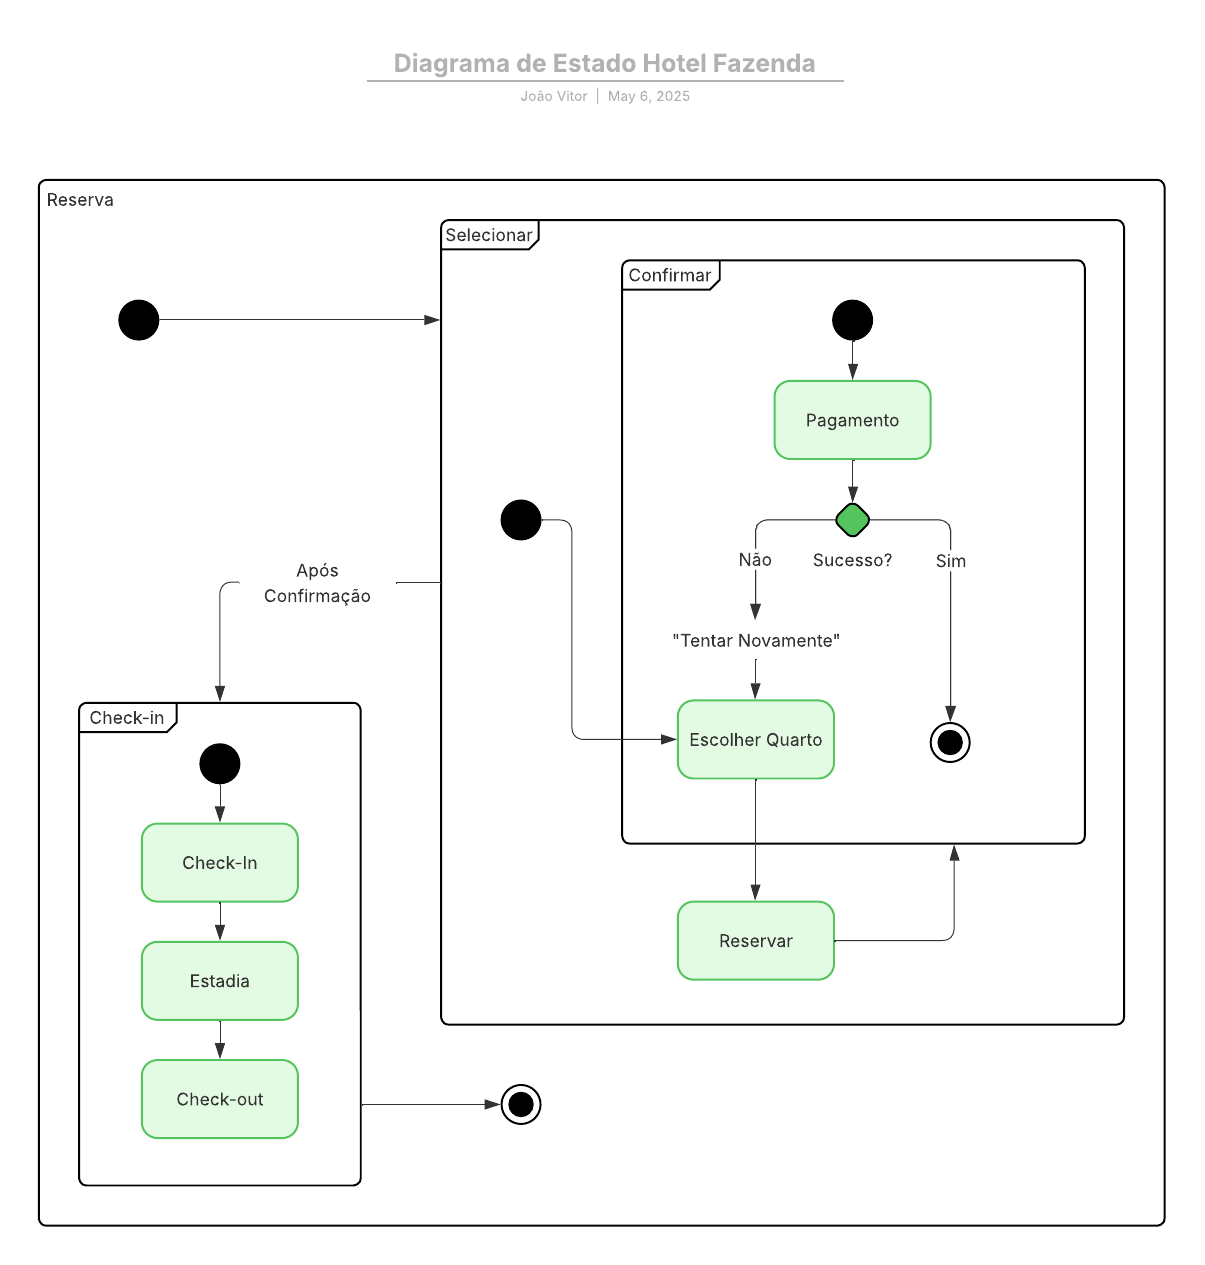 Diagrama de Estado Hotel Fazenda
João Vitor | May 6, 2025
Reserva
Selecionar
Confirmar
Pagamento
Não
Sucesso?
Sim
Após
Confirmação
"Tentar Novamente"
Check-in
Escolher Quarto
Check-In
Reservar
Estadia
Check-out